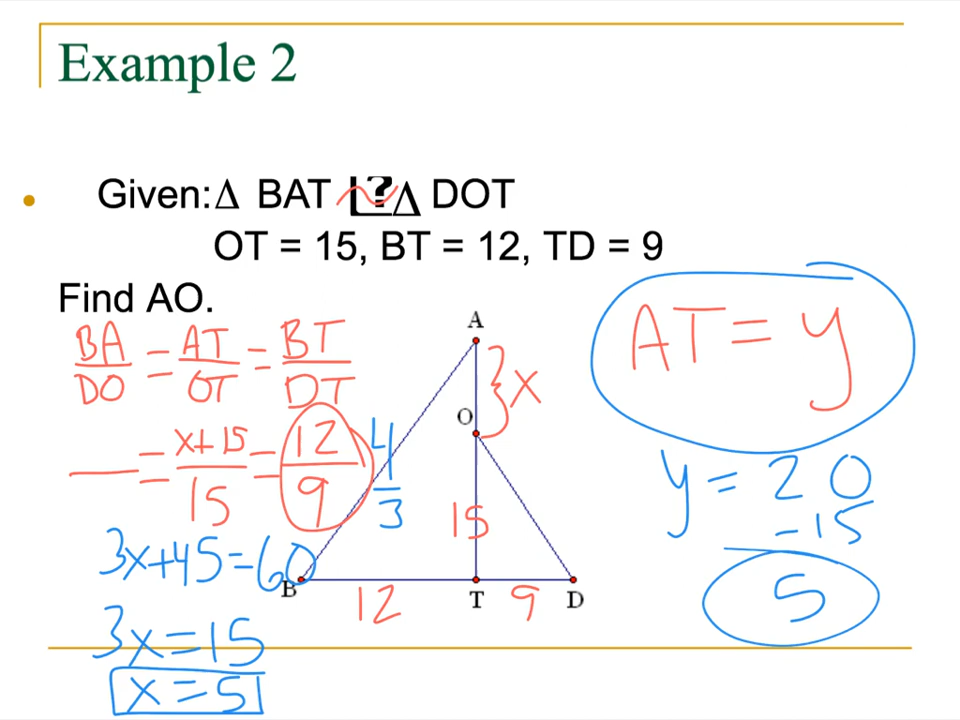 Example 2
Given: Δ BAT ~ Δ DOT
OT = 15, BT = 12, TD = 9
Find AO.
BA/DO = AT/OT = BT/DT
— = x+15/15 = 12/9 4/3
3x+45=60
3x=15
x=5
A
O
} x
15
B
T
D
12
9
AT = y
y = 20
-15
5